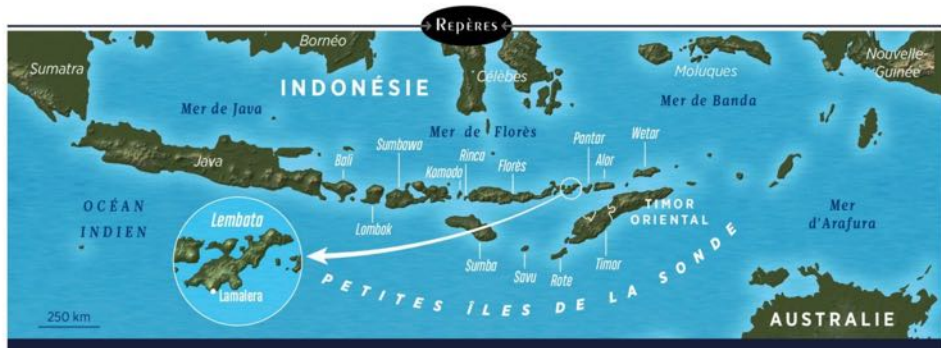 REPÈRES
Sumatra
Bornéo
Célèbes
Moluques
Nouvelle-
Guinée
INDONÉSIE
Mer de Java
Mer de Banda
Mer de Florès
Java
Bali
Sumbawa
Komodo
Rinca
Florès
Pantar
Alor
Wetar
TIMOR
ORIENTAL
OCÉAN
INDIEN
Mer
d'Arafura
Lembata
Lamalera
Lombok
Sumba
Savu
Rote
Timor
PETITES ÎLES DE LA SONDE
250 km
AUSTRALIE